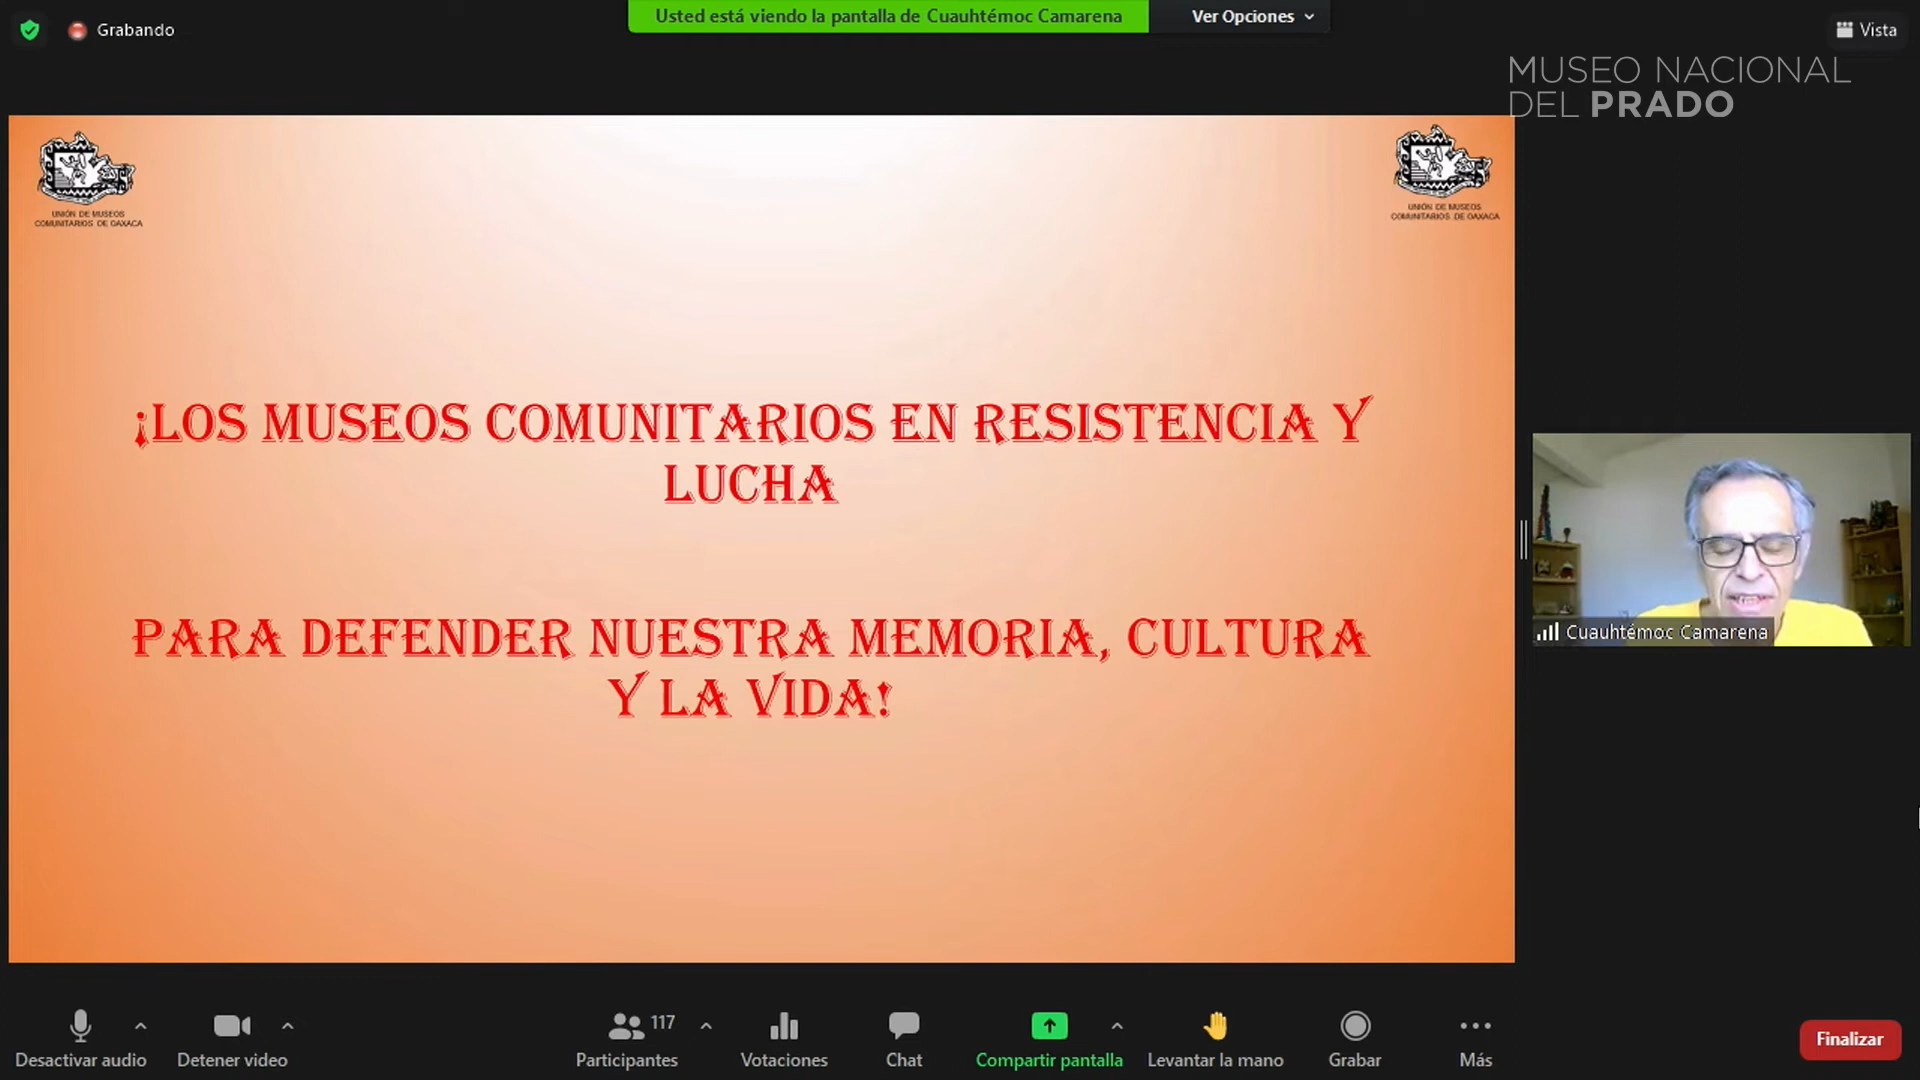 Grabando
Usted está viendo la pantalla de Cuauhtémoc Camarena
Ver Opciones
Vista
MUSEO NACIONAL
DEL PRADO
UNIÓN DE MUSEOS
COMUNITARIOS DE OAXACA
UNIÓN DE MUSEOS
COMUNITARIOS DE OAXACA
¡LOS MUSEOS COMUNITARIOS EN RESISTENCIA Y
LUCHA
PARA DEFENDER NUESTRA MEMORIA, CULTURA
Y LA VIDA!
Cuauhtémoc Camarena
Desactivar audio
Detener video
117
Participantes
Votaciones
Chat
Compartir pantalla
Levantar la mano
Grabar
Más
Finalizar